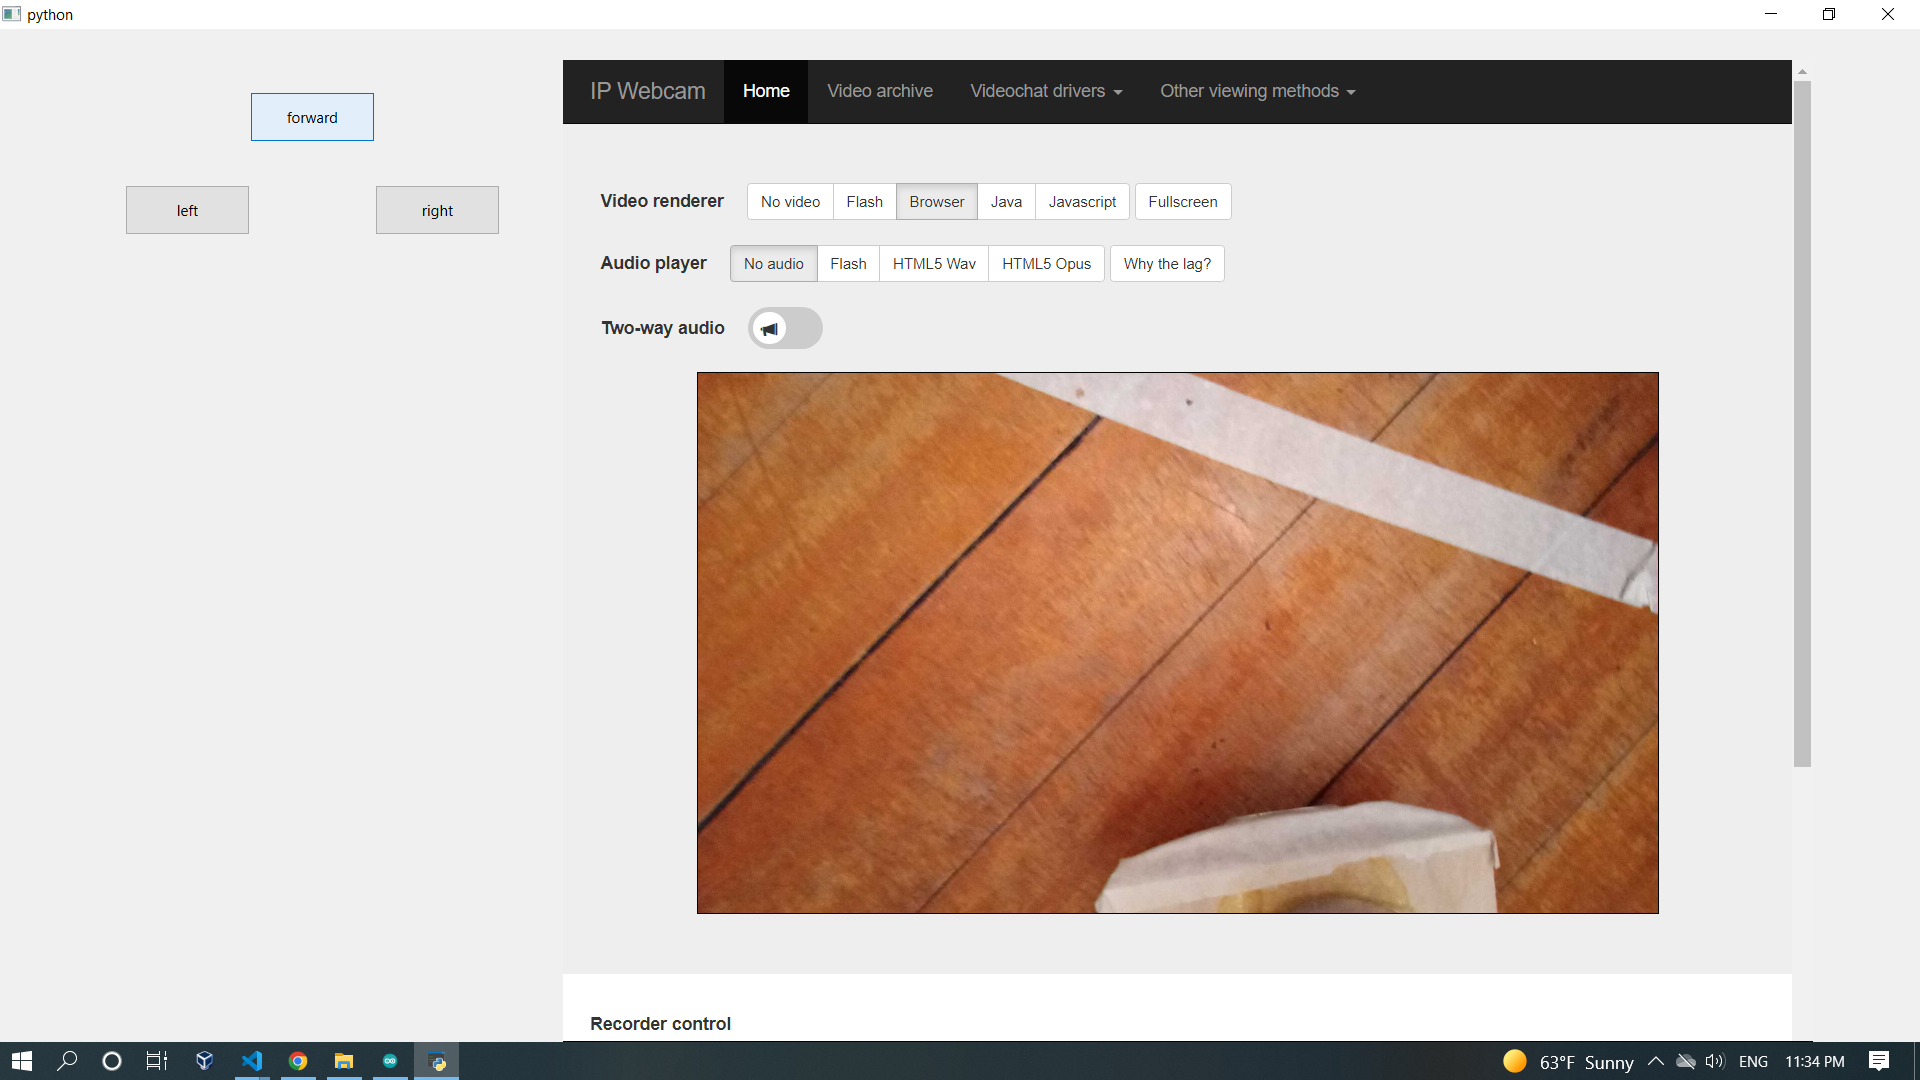 python
forward
left
right
IP Webcam Home Video archive Videochat drivers Other viewing methods
Video renderer No video Flash Browser Java Javascript Fullscreen
Audio player No audio Flash HTML5 Wav HTML5 Opus Why the lag?
Two-way audio
Recorder control
63°F Sunny ENG 11:34 PM